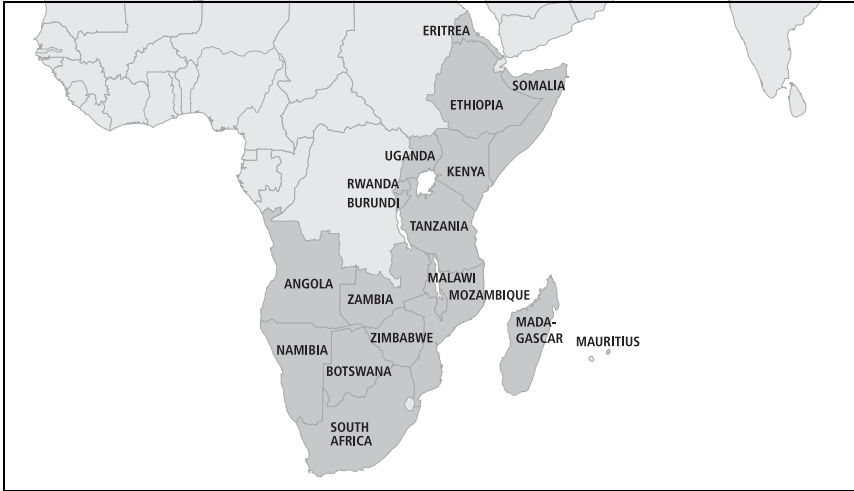 ERITREA
SOMALIA
ETHIOPIA
UGANDA
KENYA
RWANDA
BURUNDI
TANZANIA
MALAWI
ANGOLA
MOZAMBIQUE
ZAMBIA
MADA-
GASCAR
ZIMBABWE
MAURITIUS
NAMIBIA
BOTSWANA
SOUTH
AFRICA